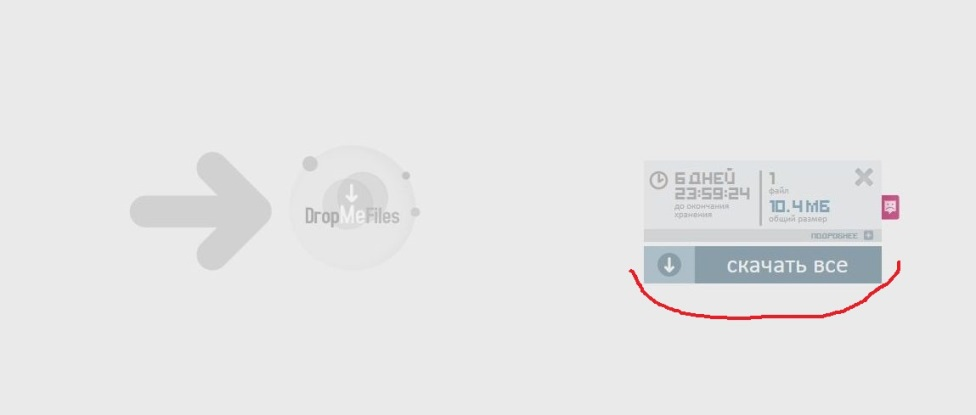 DropMeFiles
6 ДНЕЙ
23:59:24
до окончания
хранения
1
файл
10.4 МБ
общий размер
ПОДРОБНЕЕ
скачать все